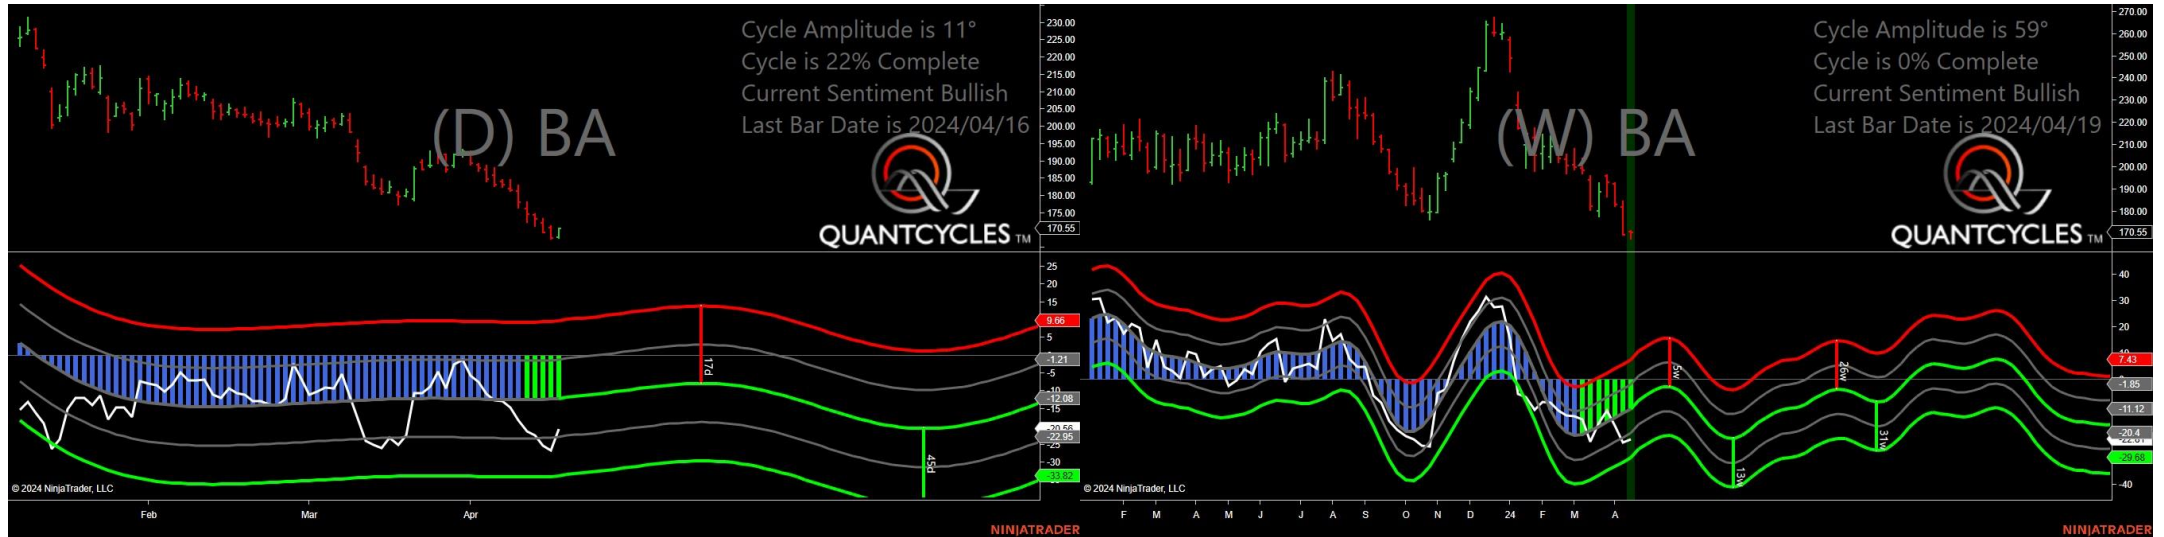 Cycle Amplitude is 11°
Cycle is 22% Complete
Current Sentiment Bullish
Last Bar Date is 2024/04/16
(D) BA
QUANTCYCLES TM
230.00
225.00
220.00
215.00
210.00
205.00
200.00
195.00
190.00
185.00
180.00
175.00
170.55
25
20
15
9.66
5
-1.21
-5
-10
-12.08
-15
-20.56
-22.95
-25
-30
-33.82
17d
45d
© 2024 NinjaTrader, LLC
Feb Mar Apr
NINJATRADER
Cycle Amplitude is 59°
Cycle is 0% Complete
Current Sentiment Bullish
Last Bar Date is 2024/04/19
(W) BA
QUANTCYCLES TM
270.00
260.00
250.00
240.00
230.00
220.00
210.00
200.00
190.00
180.00
170.55
40
30
20
7.43
-1.85
-11.12
-20.4
-29.68
-40
5w
13w
26w
31w
© 2024 NinjaTrader, LLC
F M A M J J A S O N D 24 F M A
NINJATRADER